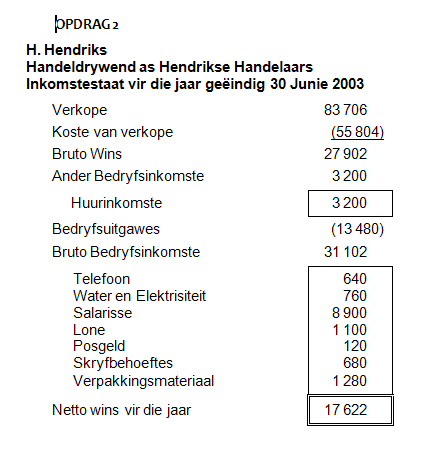 OPDRAG 2
H. Hendriks
Handeldrywend as Hendrikse Handelaars
Inkomstestaat vir die jaar geëindig 30 Junie 2003
Verkope 83 706
Koste van verkope (55 804)
Bruto Wins 27 902
Ander Bedryfsinkomste 3 200
Huurinkomste 3 200
Bedryfsuitgawes (13 480)
Bruto Bedryfsinkomste 31 102
Telefoon 640
Water en Elektrisiteit 760
Salarisse 8 900
Lone 1 100
Posgeld 120
Skryfbehoeftes 680
Verpakkingsmateriaal 1 280
Netto wins vir die jaar 17 622